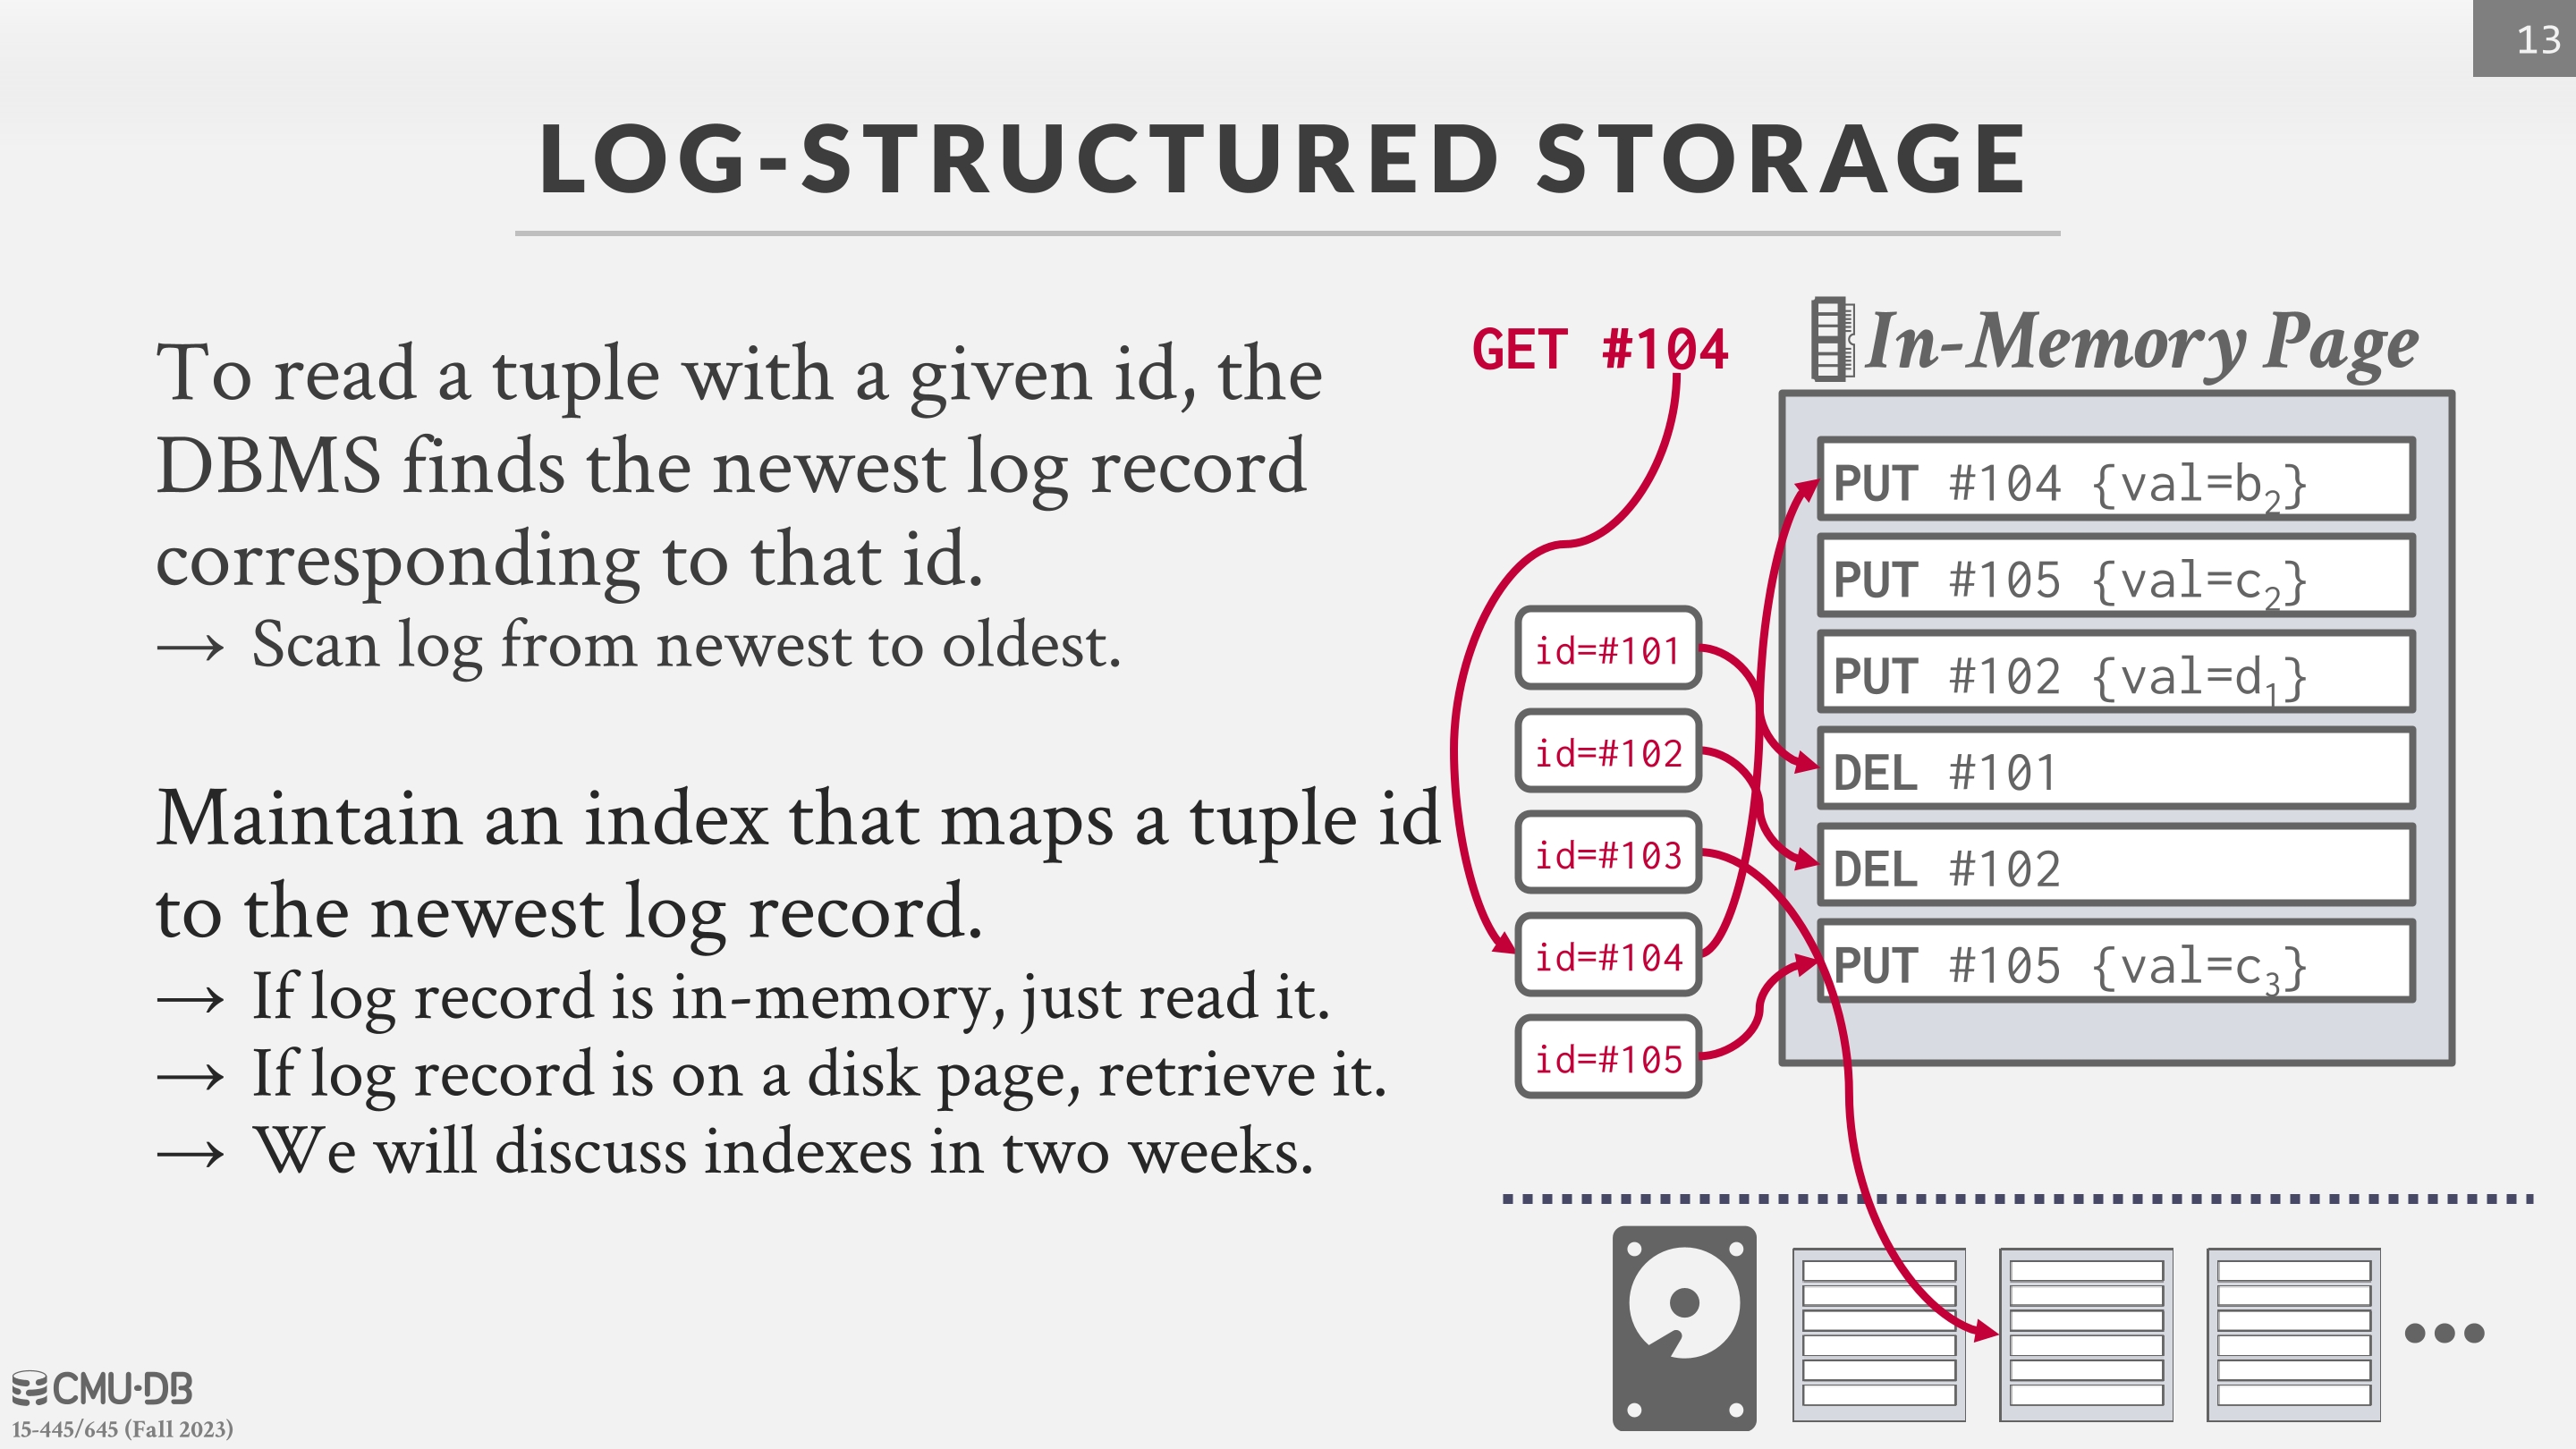 13
LOG-STRUCTURED STORAGE
To read a tuple with a given id, the
DBMS finds the newest log record
corresponding to that id.
→ Scan log from newest to oldest.
Maintain an index that maps a tuple id
to the newest log record.
→ If log record is in-memory, just read it.
→ If log record is on a disk page, retrieve it.
→ We will discuss indexes in two weeks.
GET #104
id=#101
id=#102
id=#103
id=#104
id=#105
In-Memory Page
PUT #104 {val=b₂}
PUT #105 {val=c₂}
PUT #102 {val=d₁}
DEL #101
DEL #102
PUT #105 {val=c₃}
•••
CMU·DB
15-445/645 (Fall 2023)